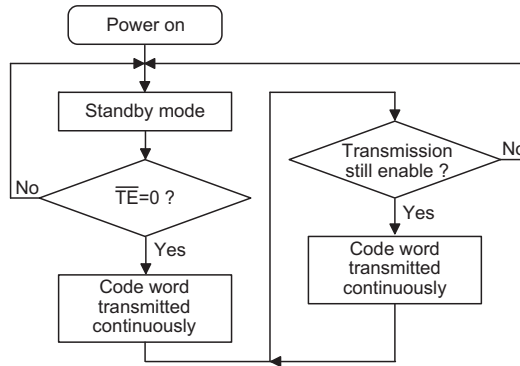 Power on
Standby mode
No
T̅E̅=0 ?
Yes
Code word
transmitted
continuously
Transmission
still enable ?
No
Yes
Code word
transmitted
continuously